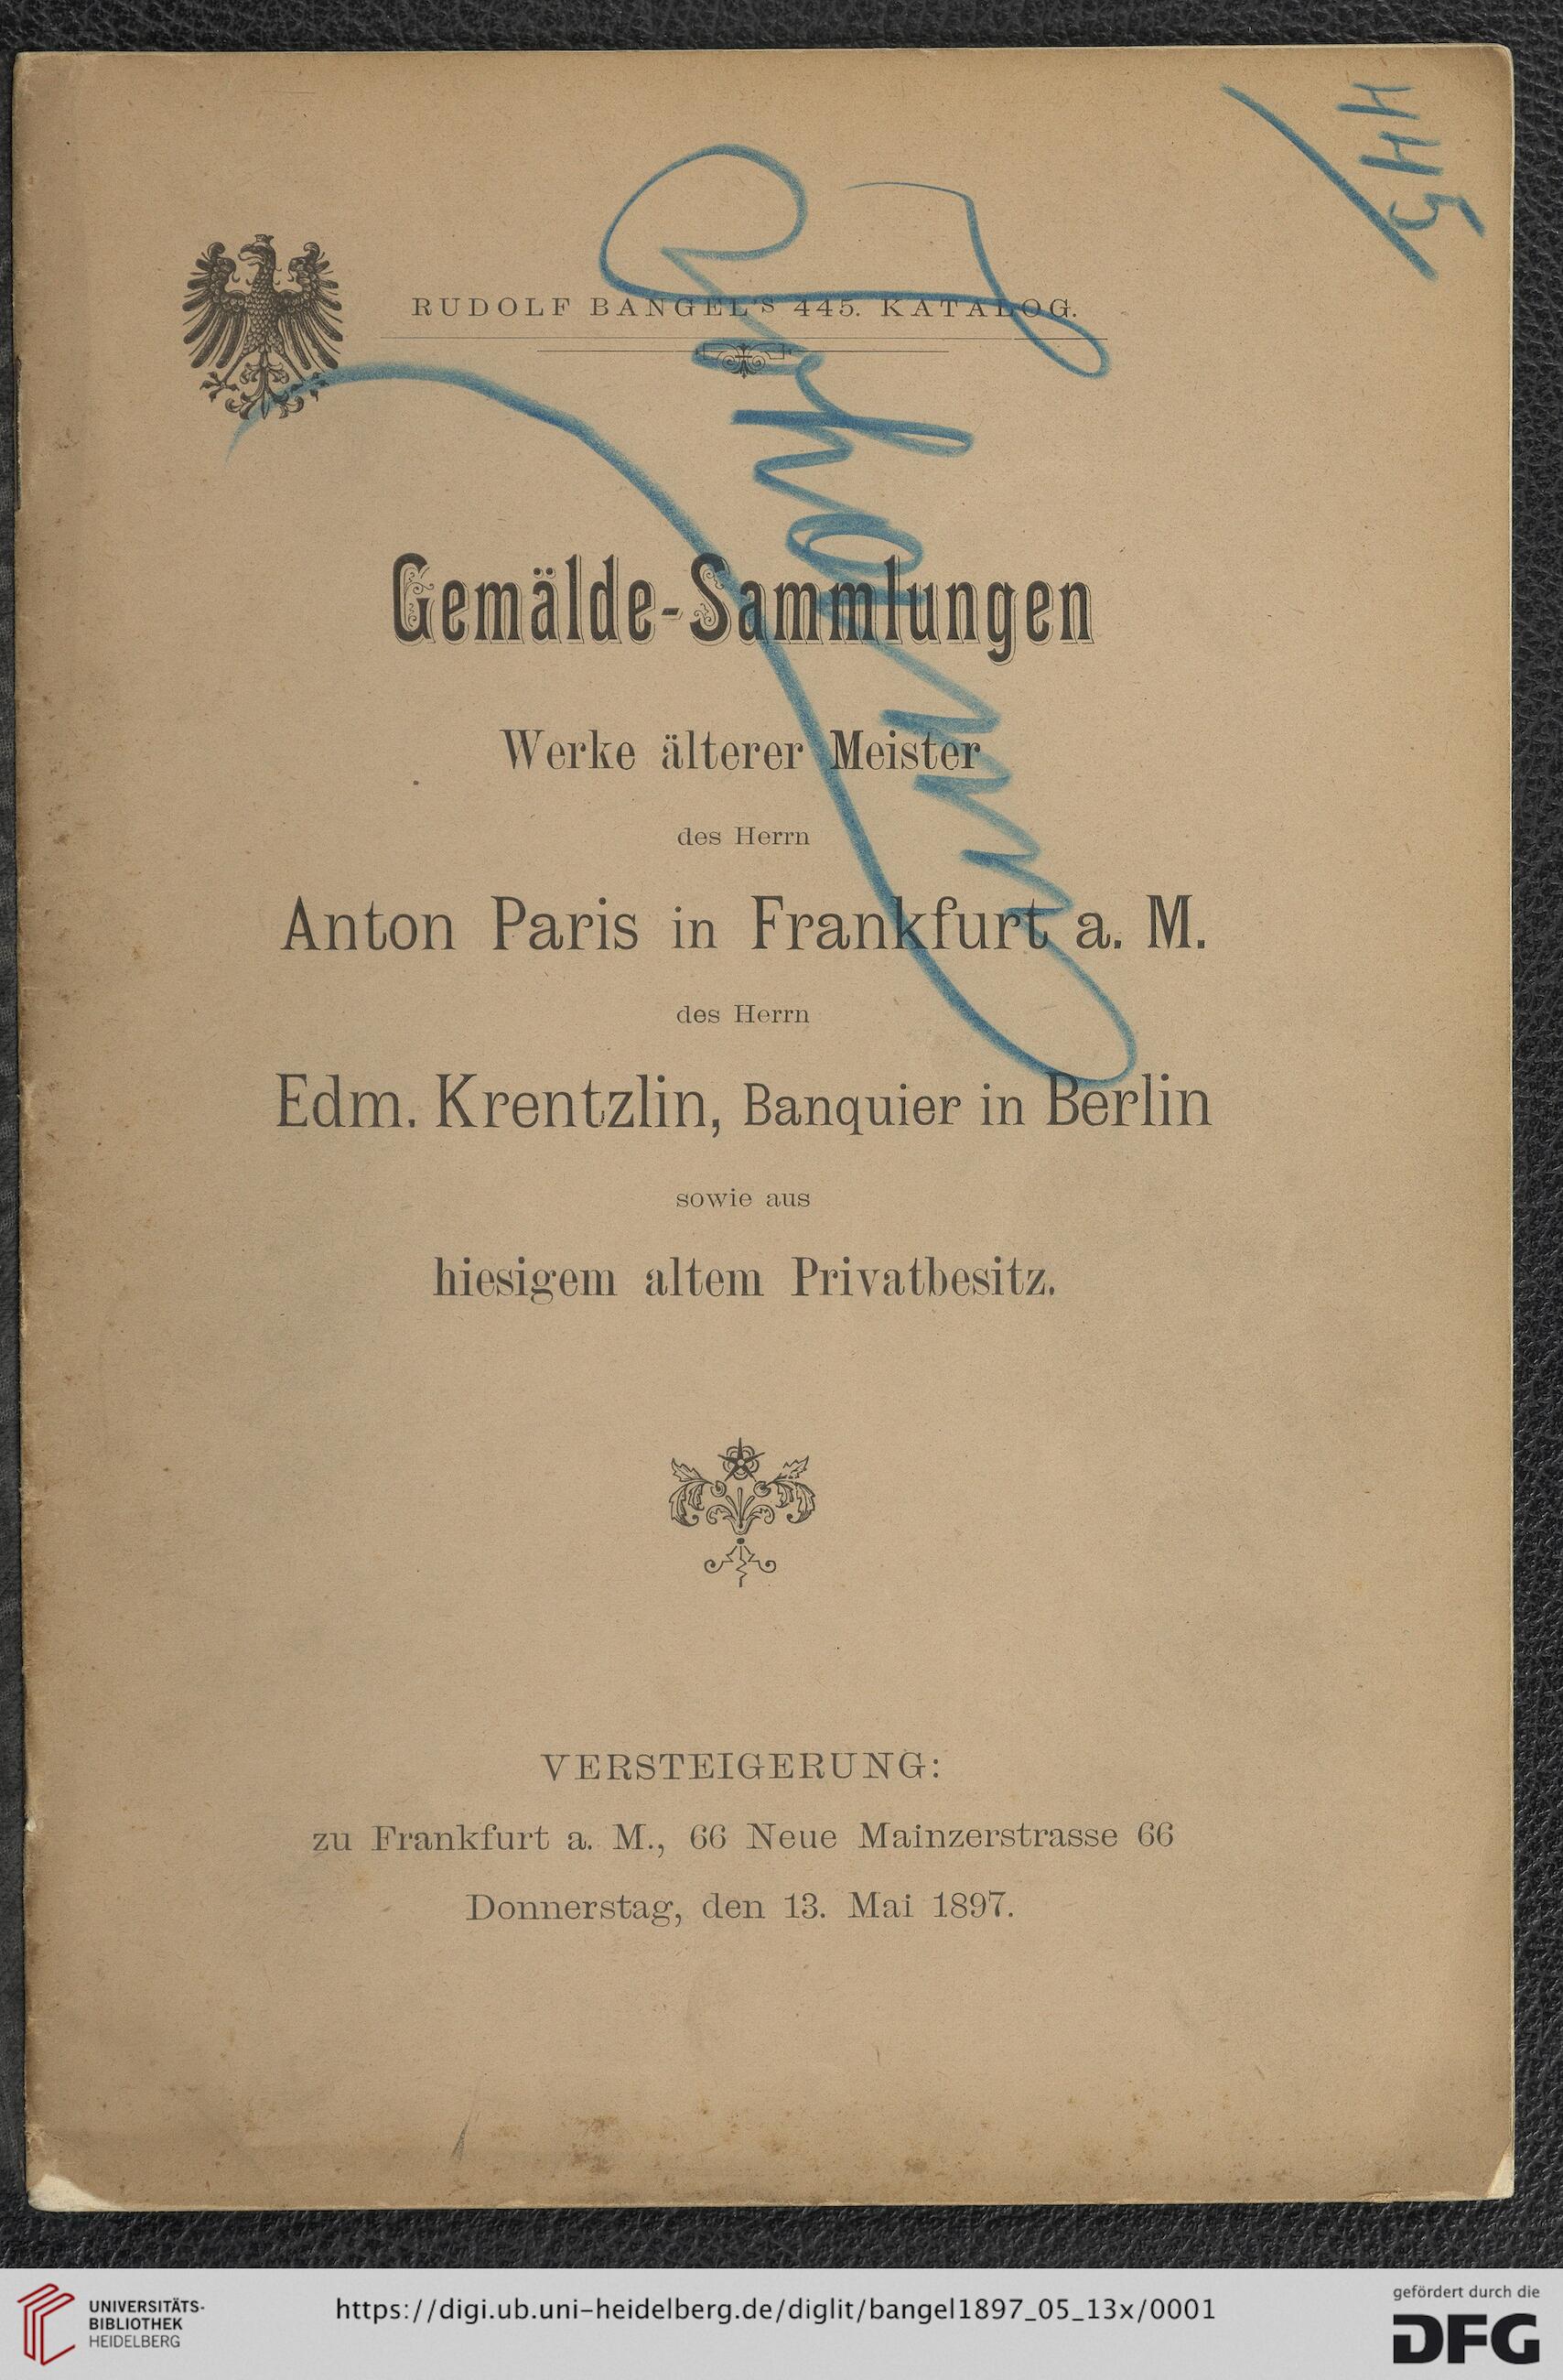 445
RUDOLF BANGEL'S 445. KATALOG.
Gemälde-Sammlungen
Werke älterer Meister
des Herrn
Anton Paris in Frankfurt a. M.
des Herrn
Edm. Krentzlin, Banquier in Berlin
sowie aus
hiesigem altem Privatbesitz.
VERSTEIGERUNG:
zu Frankfurt a. M., 66 Neue Mainzerstrasse 66
Donnerstag, den 13. Mai 1897.
UNIVERSITÄTS-
BIBLIOTHEK
HEIDELBERG
https://digi.ub.uni-heidelberg.de/diglit/bangel1897_05_13x/0001
gefördert durch die
DFG